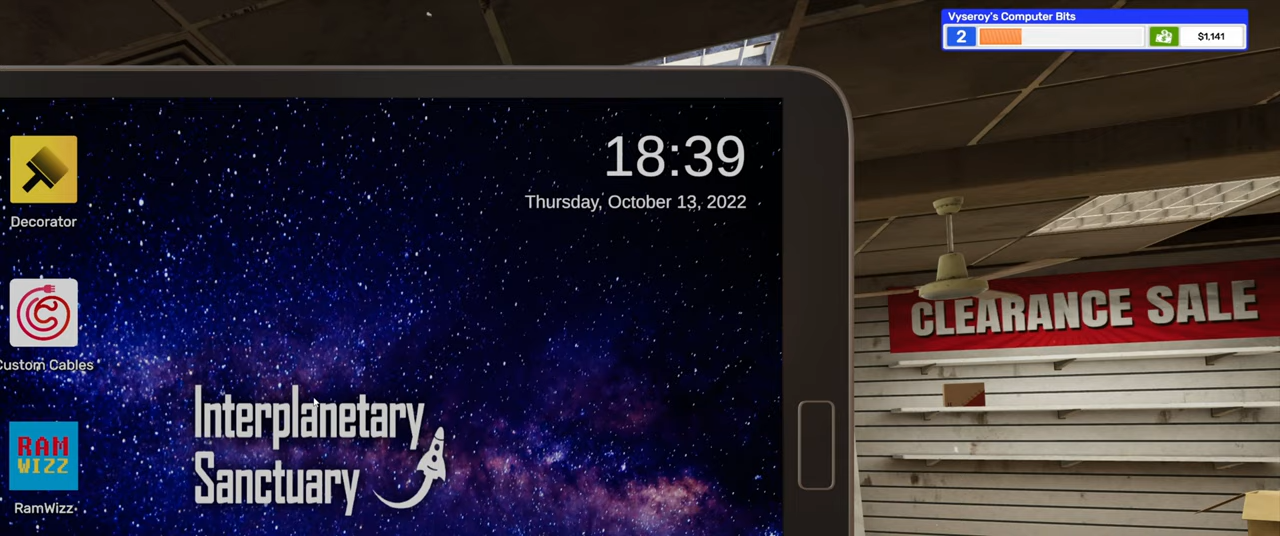 Vyseroy's Computer Bits
2
$1,141
18:39
Thursday, October 13, 2022
Decorator
Custom Cables
Interplanetary
Sanctuary
RAM
WIZZ
RamWizz
CLEARANCE SALE